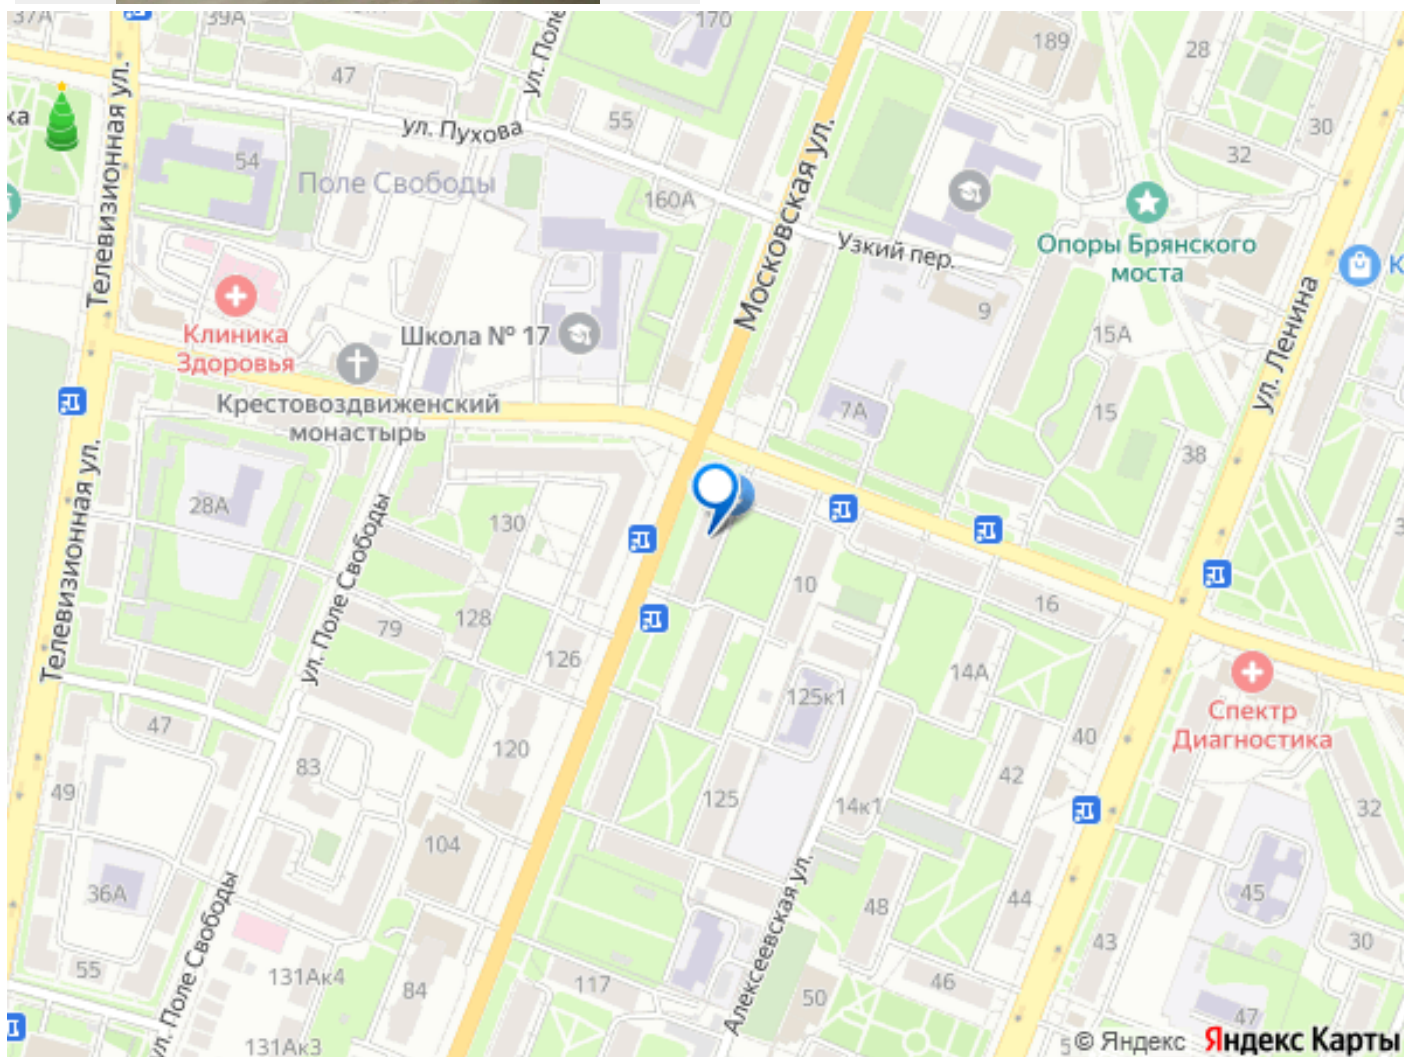 37А
39А
170
189
28
47
ул. Поле
ка
ул. Пухова
55
30
32
Телевизионная ул.
54
Поле Свободы
160А
Московская ул.
Узкий пер.
Опоры Брянского
моста
К
Клиника
Здоровья
Школа № 17
9
15А
ул. Ленина
Крестовоздвиженский
монастырь
7А
15
38
Телевизионная ул.
28А
130
ул. Поле Свободы
10
16
79
128
126
14А
125к1
Спектр
Диагностика
47
120
40
83
42
49
125
14к1
32
104
36А
ул. Поле Свободы
Алексеевская ул.
48
44
45
43
30
55
131Ак4
84
117
50
46
47
131Ак3
5
© Яндекс Яндекс Карты